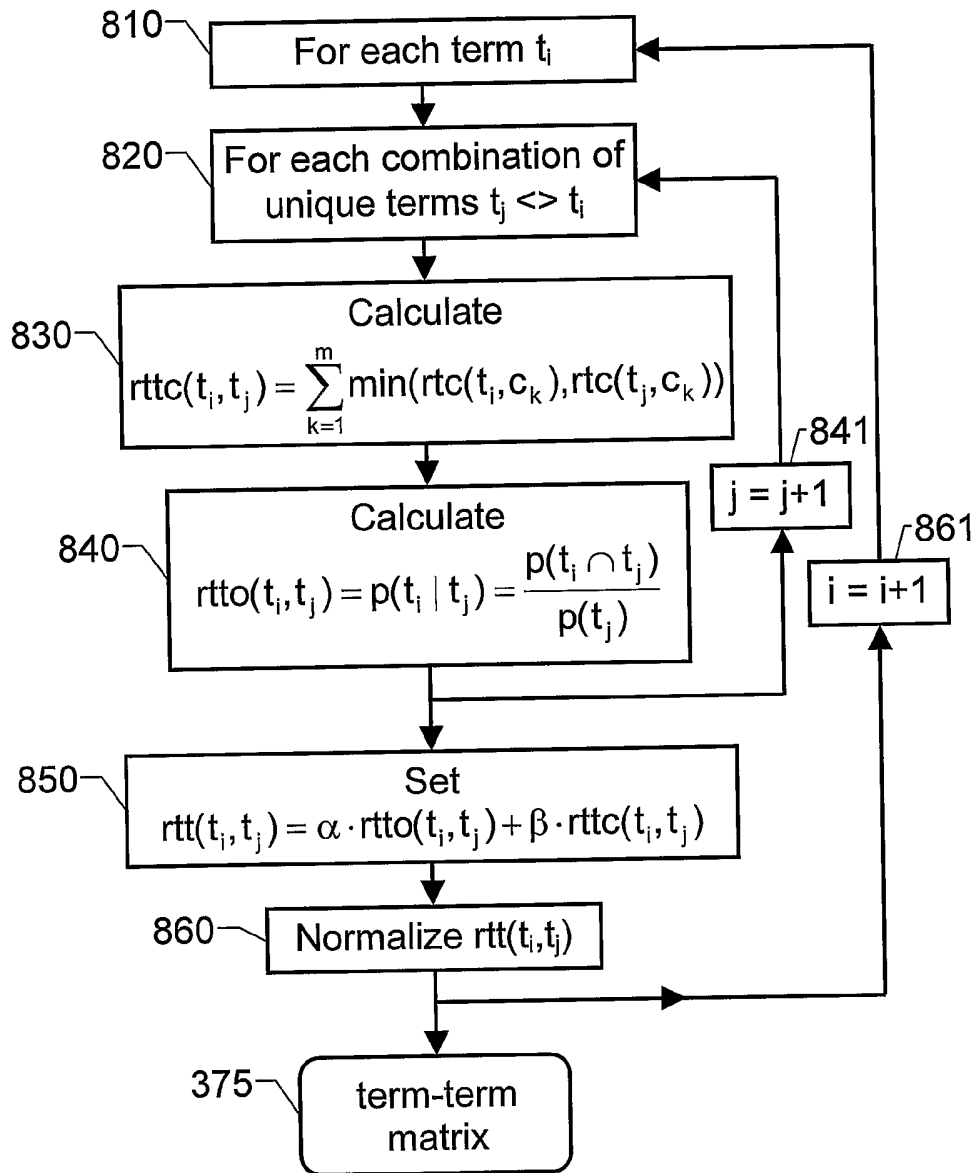 810
For each term tᵢ
820
For each combination of
unique terms tⱼ <> tᵢ
830
Calculate
rttc(tᵢ,tⱼ) = ∑ₖ₌₁ᵐ min(rtc(tᵢ,cₖ),rtc(tⱼ,cₖ))
841
j = j+1
840
Calculate
rtto(tᵢ,tⱼ) = p(tᵢ | tⱼ) = p(tᵢ ∩ tⱼ) / p(tⱼ)
861
i = i+1
850
Set
rtt(tᵢ,tⱼ) = α · rtto(tᵢ,tⱼ) + β · rttc(tᵢ,tⱼ)
860
Normalize rtt(tᵢ,tⱼ)
375
term-term
matrix